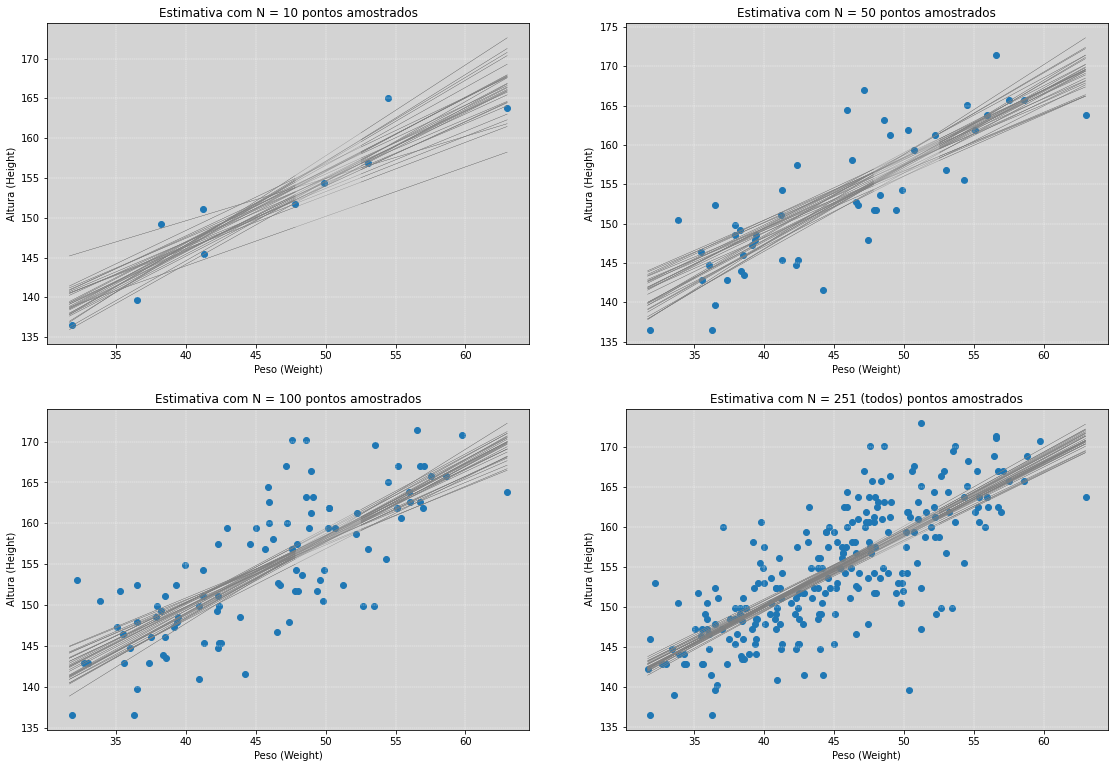 Estimativa com N = 10 pontos amostrados
Altura (Height)
170
165
160
155
150
145
140
135
35 40 45 50 55 60
Peso (Weight)
Estimativa com N = 50 pontos amostrados
Altura (Height)
175
170
165
160
155
150
145
140
135
35 40 45 50 55 60
Peso (Weight)
Estimativa com N = 100 pontos amostrados
Altura (Height)
170
165
160
155
150
145
140
135
35 40 45 50 55 60
Peso (Weight)
Estimativa com N = 251 (todos) pontos amostrados
Altura (Height)
170
165
160
155
150
145
140
135
35 40 45 50 55 60
Peso (Weight)